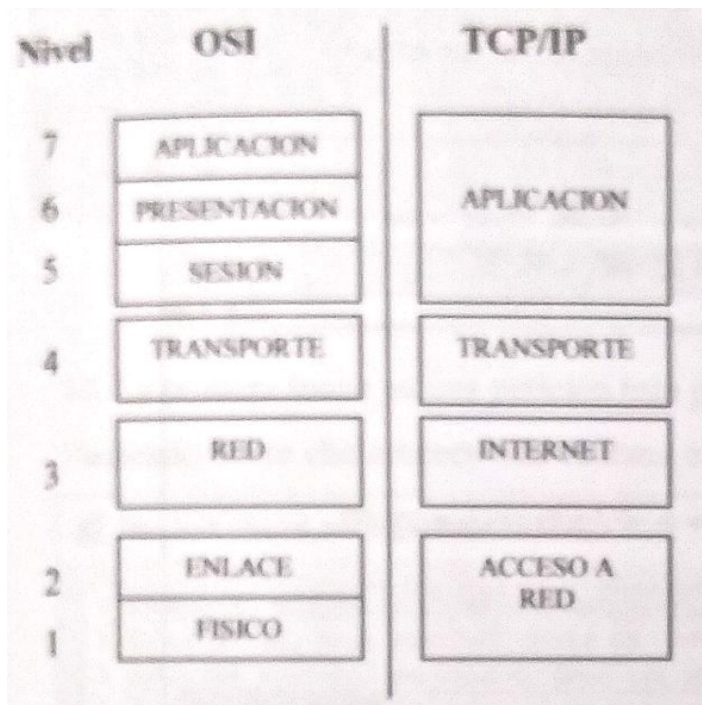 Nivel OSI TCP/IP
7 APLICACION
6 PRESENTACION APLICACION
5 SESION
4 TRANSPORTE TRANSPORTE
3 RED INTERNET
2 ENLACE ACCESO A
RED
1 FISICO